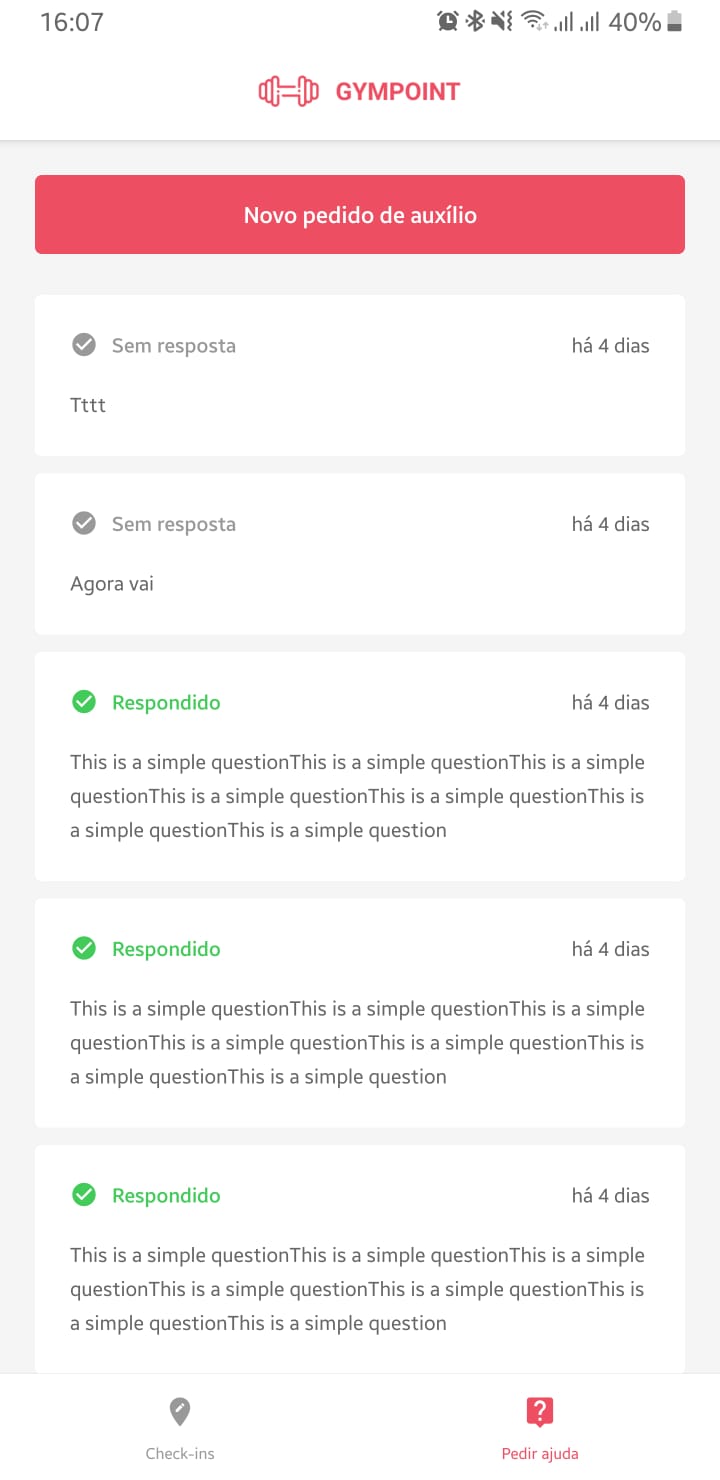 16:07
40%
GYMPOINT
Novo pedido de auxílio
Sem resposta há 4 dias
Tttt
Sem resposta há 4 dias
Agora vai
Respondido há 4 dias
This is a simple questionThis is a simple questionThis is a simple
questionThis is a simple questionThis is a simple questionThis is
a simple questionThis is a simple question
Respondido há 4 dias
This is a simple questionThis is a simple questionThis is a simple
questionThis is a simple questionThis is a simple questionThis is
a simple questionThis is a simple question
Respondido há 4 dias
This is a simple questionThis is a simple questionThis is a simple
questionThis is a simple questionThis is a simple questionThis is
a simple questionThis is a simple question
Check-ins
Pedir ajuda